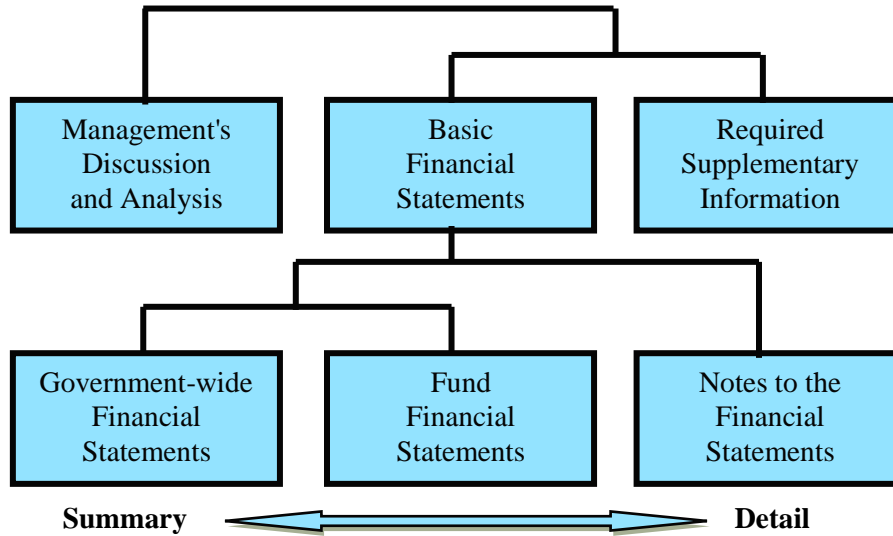 Management's
Discussion
and Analysis
Basic
Financial
Statements
Required
Supplementary
Information
Government-wide
Financial
Statements
Fund
Financial
Statements
Notes to the
Financial
Statements
Summary
Detail